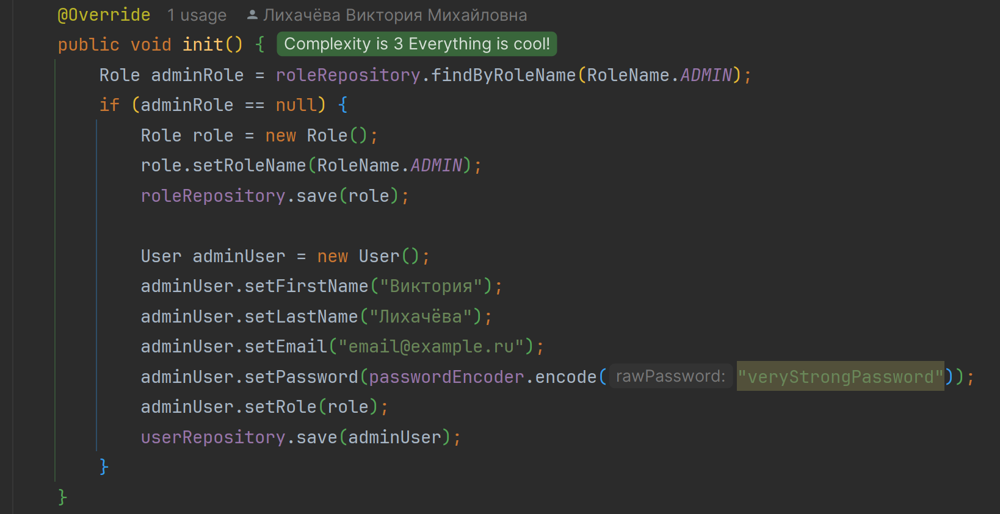 @Override 1 usage Лихачёва Виктория Михайловна
public void init() { Complexity is 3 Everything is cool!
Role adminRole = roleRepository.findByRoleName(RoleName.ADMIN);
if (adminRole == null) {
Role role = new Role();
role.setRoleName(RoleName.ADMIN);
roleRepository.save(role);
User adminUser = new User();
adminUser.setFirstName("Виктория");
adminUser.setLastName("Лихачёва");
adminUser.setEmail("email@example.ru");
adminUser.setPassword(passwordEncoder.encode( rawPassword: "veryStrongPassword"));
adminUser.setRole(role);
userRepository.save(adminUser);
}
}